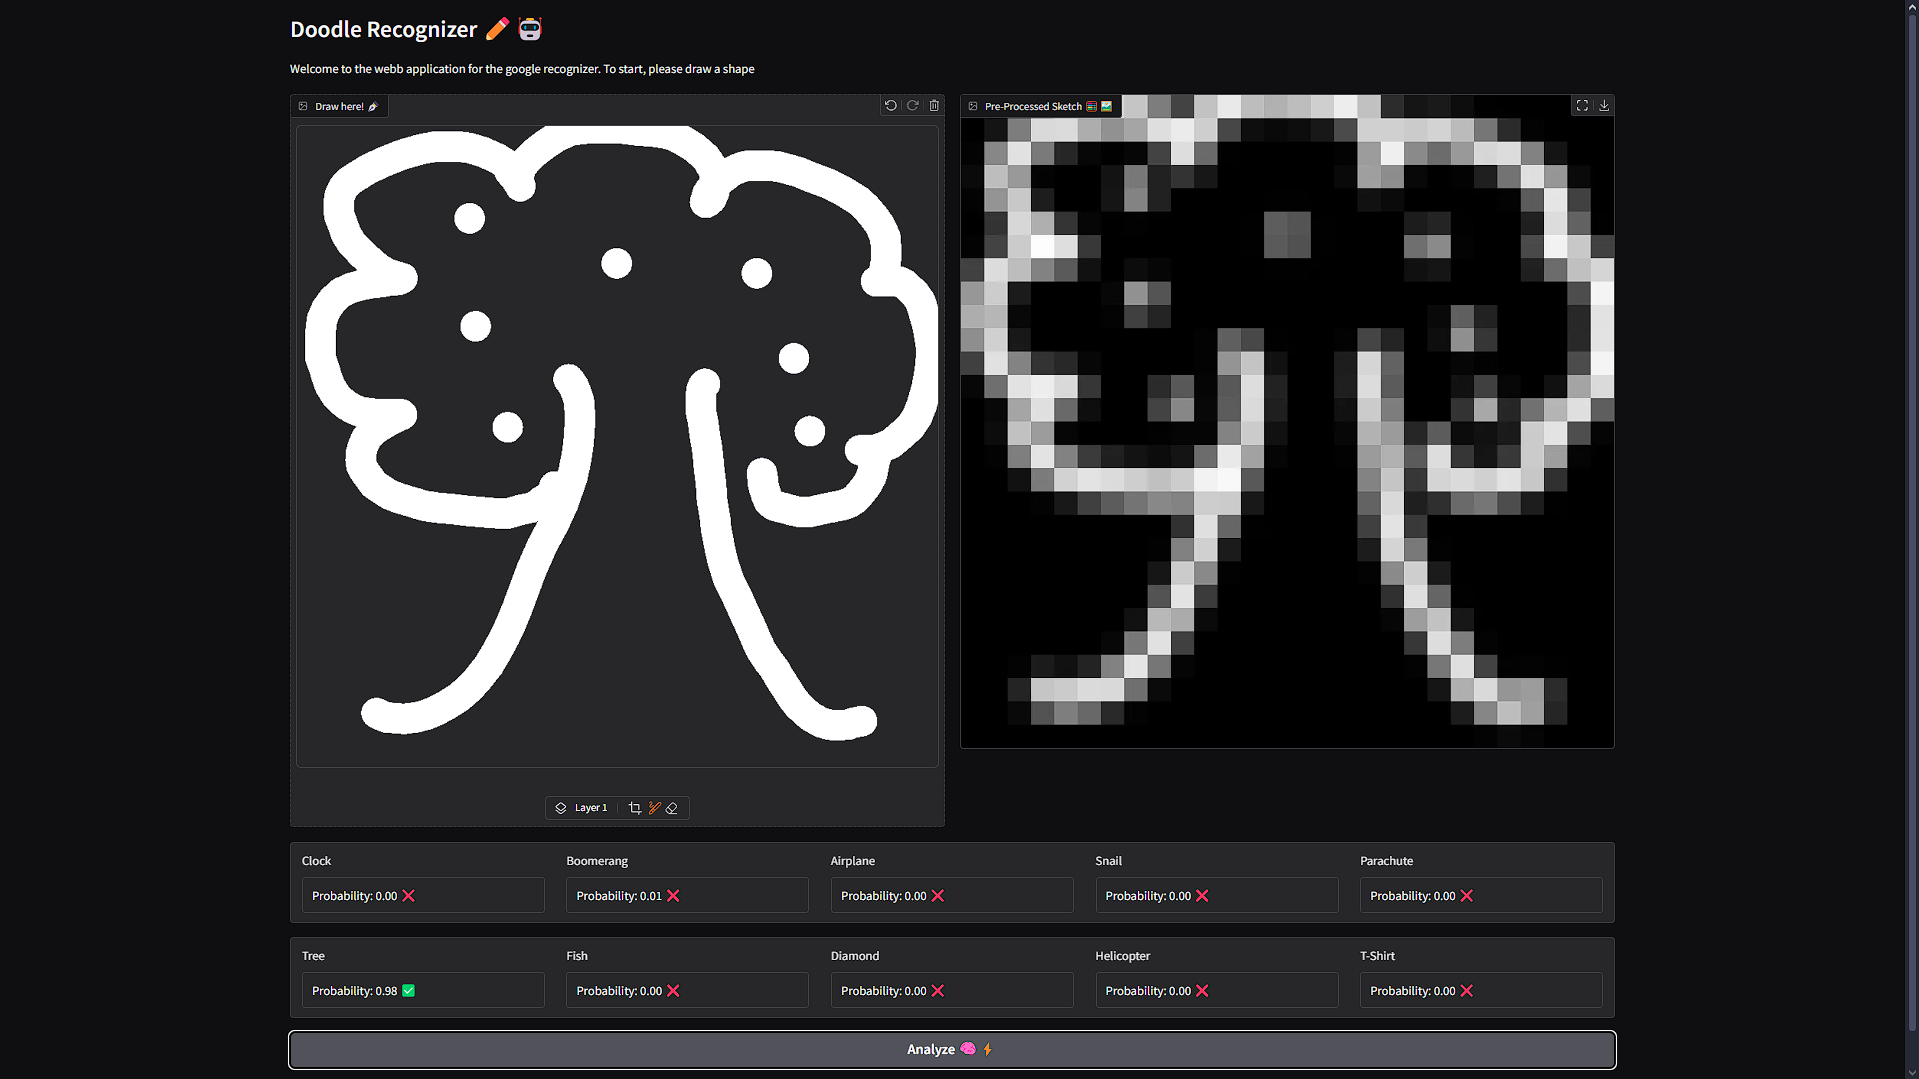 Doodle Recognizer ✏️ 🤖
Welcome to the webb application for the google recognizer. To start, please draw a shape
Draw here! 🖋️
Pre-Processed Sketch 🧮 🖼️
Layer 1
Clock Boomerang Airplane Snail Parachute
Probability: 0.00 ❌ Probability: 0.01 ❌ Probability: 0.00 ❌ Probability: 0.00 ❌ Probability: 0.00 ❌
Tree Fish Diamond Helicopter T-Shirt
Probability: 0.98 ✅ Probability: 0.00 ❌ Probability: 0.00 ❌ Probability: 0.00 ❌ Probability: 0.00 ❌
Analyze 🧠 ⚡